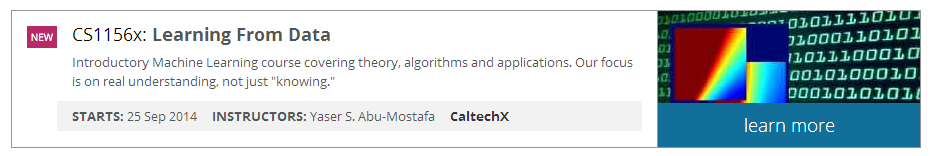 NEW
CS1156x: Learning From Data
Introductory Machine Learning course covering theory, algorithms and applications. Our focus
is on real understanding, not just "knowing."
STARTS: 25 Sep 2014 INSTRUCTORS: Yaser S. Abu-Mostafa CaltechX
learn more